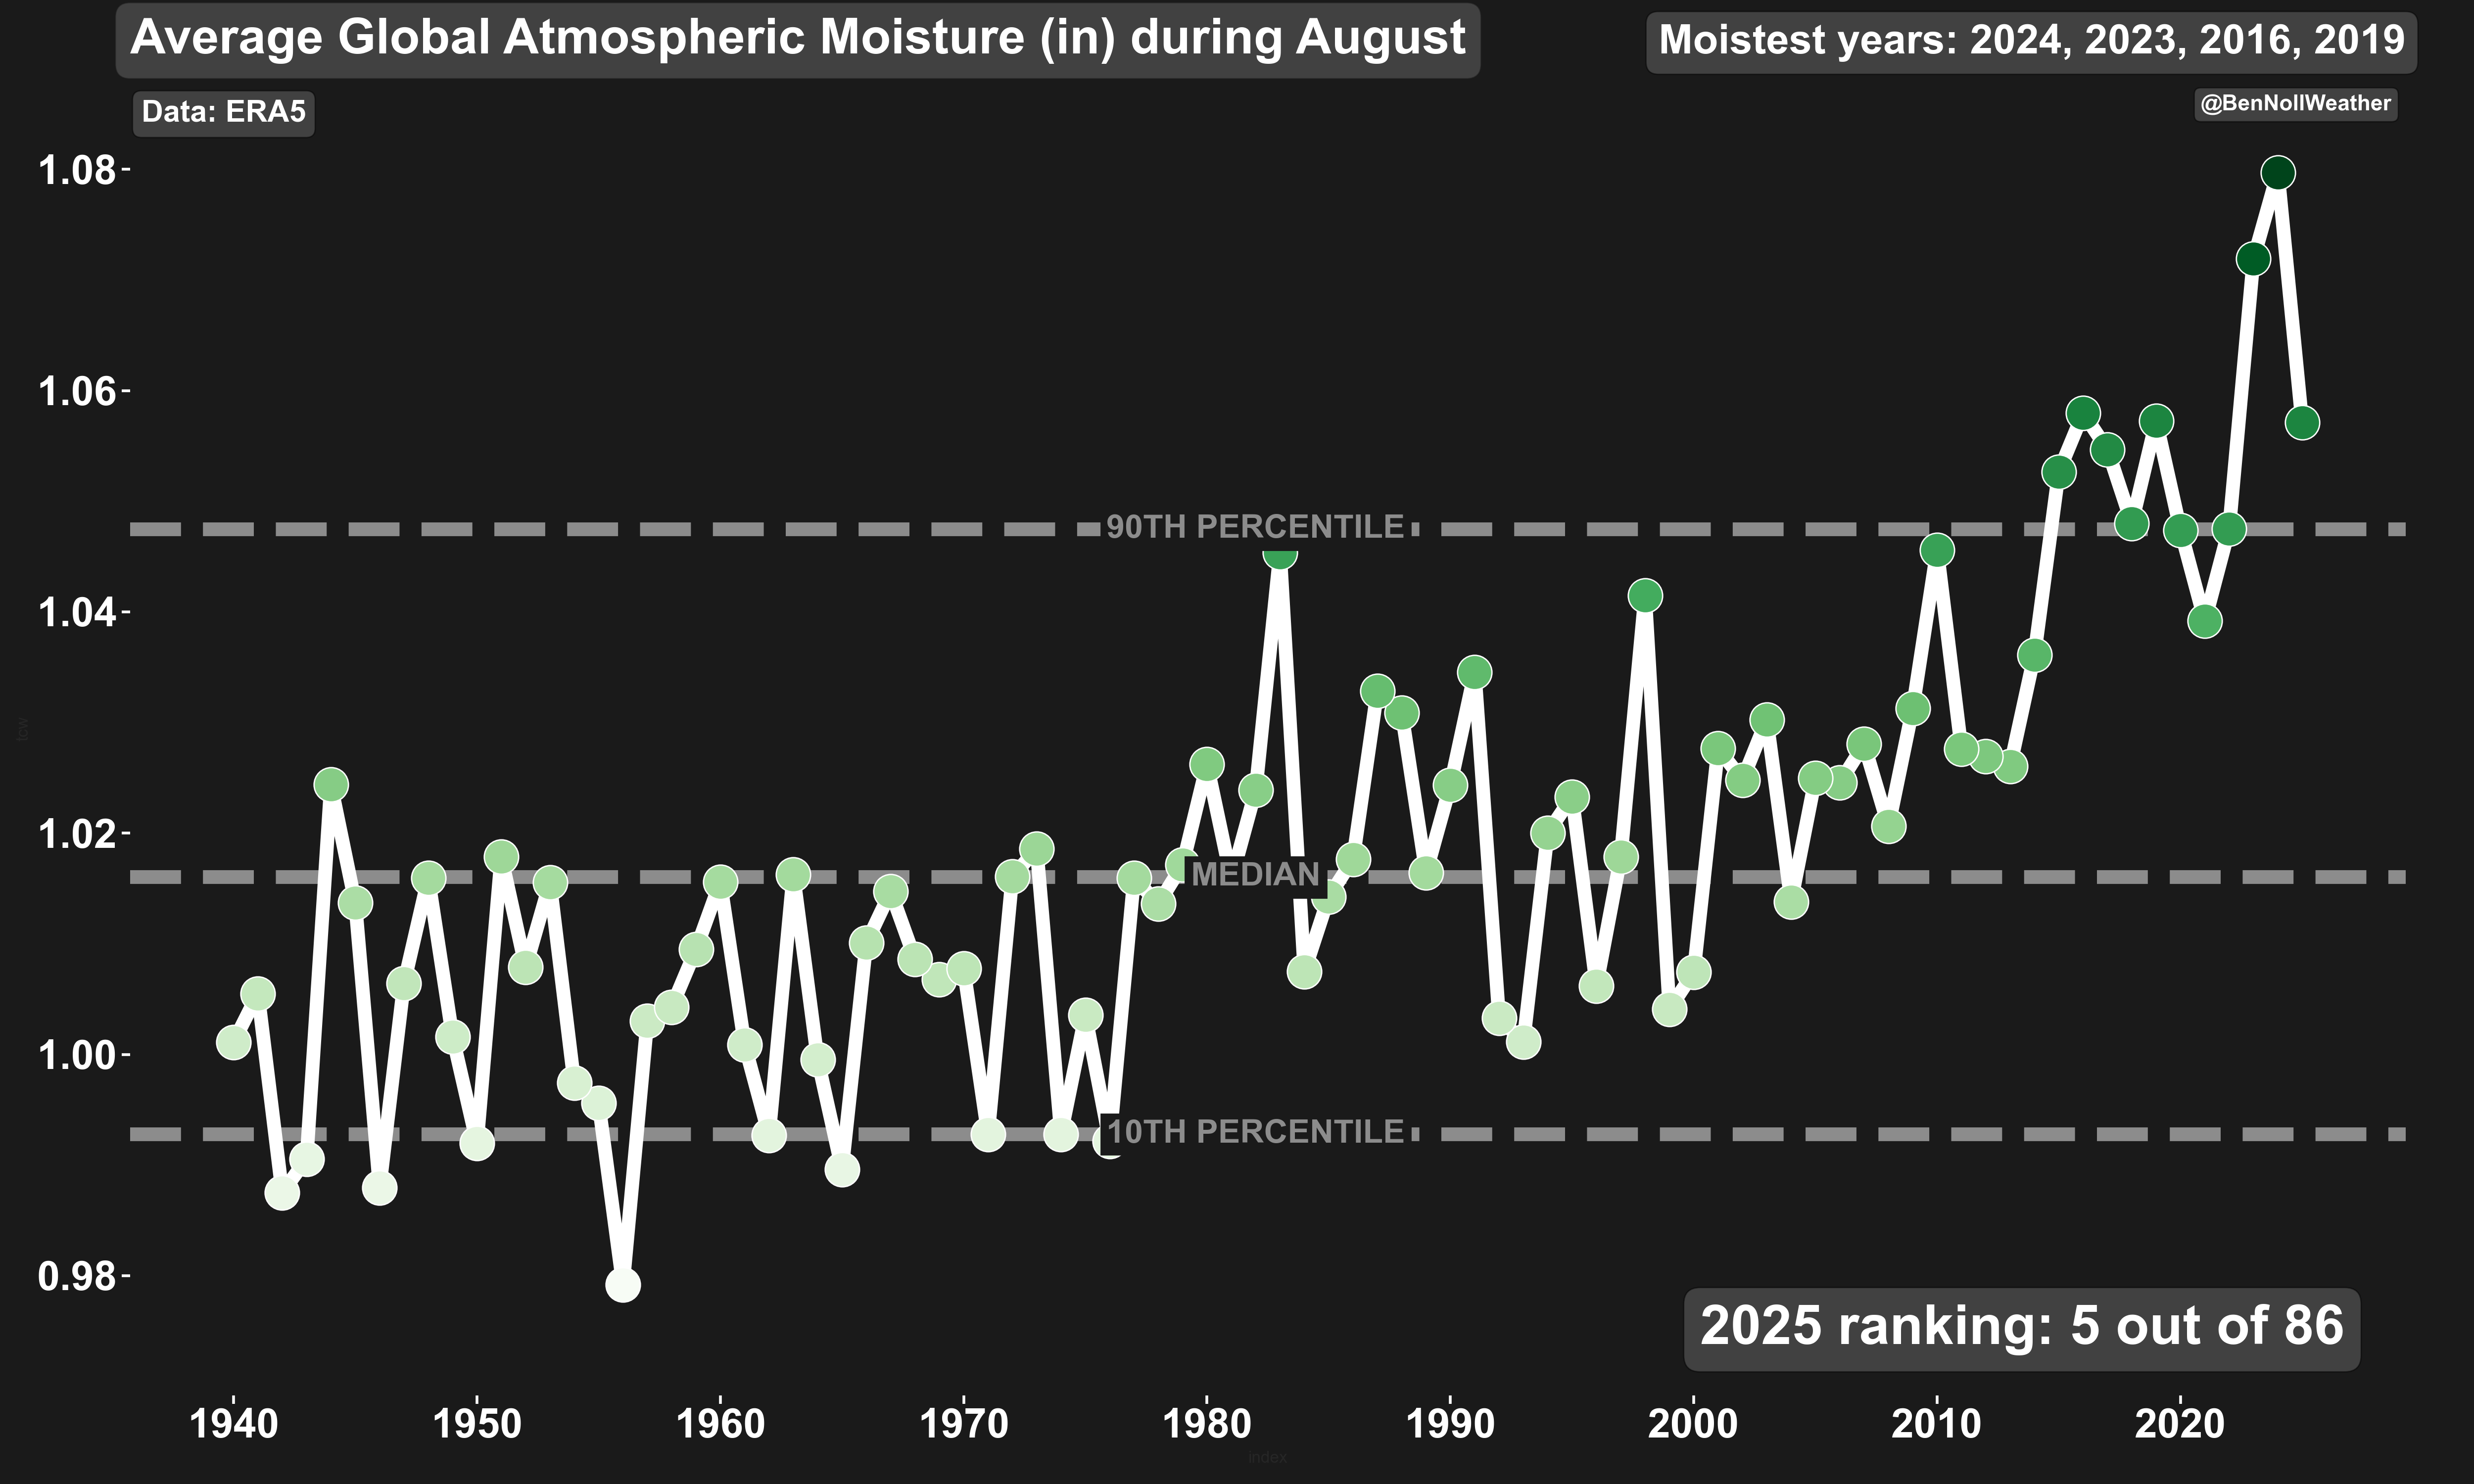 Average Global Atmospheric Moisture (in) during August
Moistest years: 2024, 2023, 2016, 2019
Data: ERA5
@BenNollWeather
1.08
1.06
90TH PERCENTILE
1.04
tcw
1.02
MEDIAN
1.00
10TH PERCENTILE
0.98
2025 ranking: 5 out of 86
1940 1950 1960 1970 1980 1990 2000 2010 2020
index